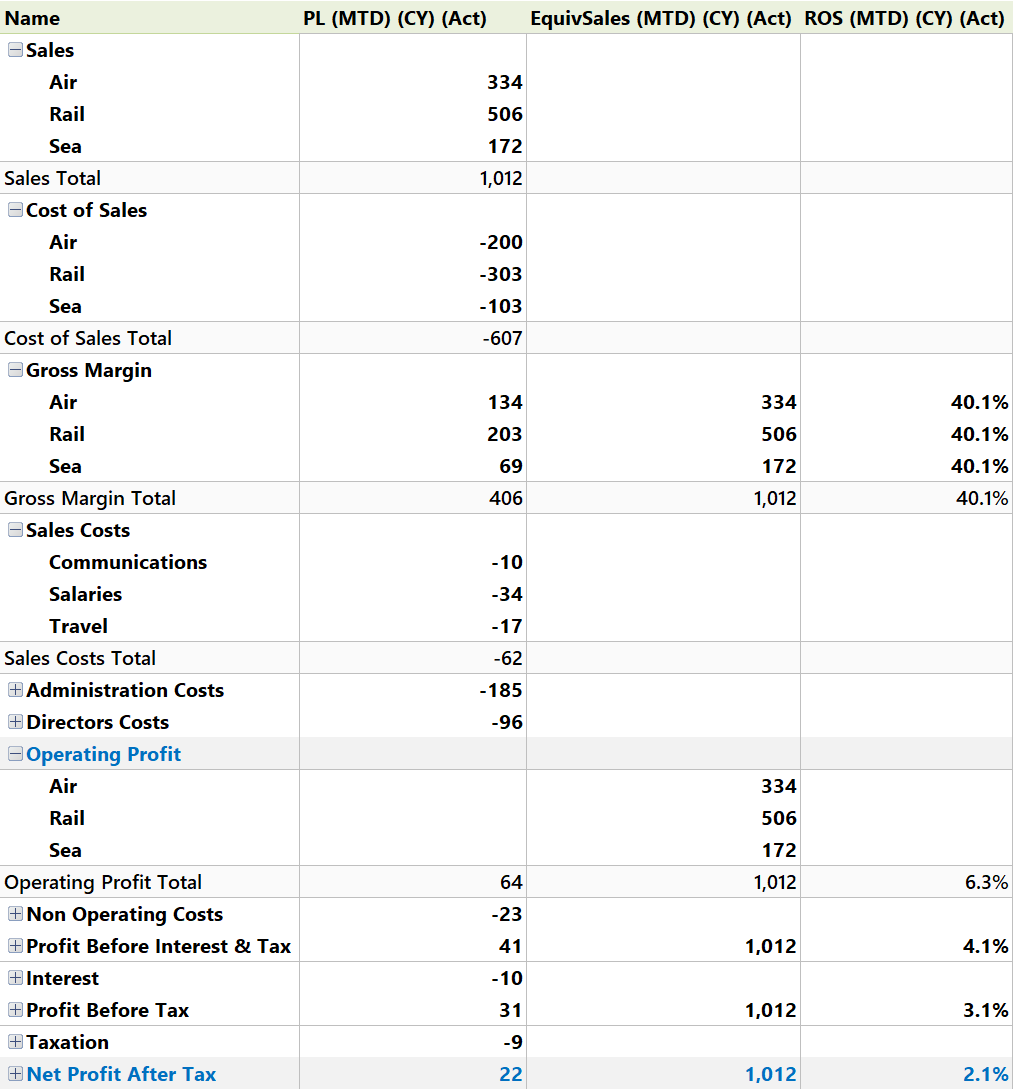 Name PL (MTD) (CY) (Act) EquivSales (MTD) (CY) (Act) ROS (MTD) (CY) (Act)
Sales
Air 334
Rail 506
Sea 172
Sales Total 1,012
Cost of Sales
Air -200
Rail -303
Sea -103
Cost of Sales Total -607
Gross Margin
Air 134 334 40.1%
Rail 203 506 40.1%
Sea 69 172 40.1%
Gross Margin Total 406 1,012 40.1%
Sales Costs
Communications -10
Salaries -34
Travel -17
Sales Costs Total -62
Administration Costs -185
Directors Costs -96
Operating Profit
Air 334
Rail 506
Sea 172
Operating Profit Total 64 1,012 6.3%
Non Operating Costs -23
Profit Before Interest & Tax 41 1,012 4.1%
Interest -10
Profit Before Tax 31 1,012 3.1%
Taxation -9
Net Profit After Tax 22 1,012 2.1%